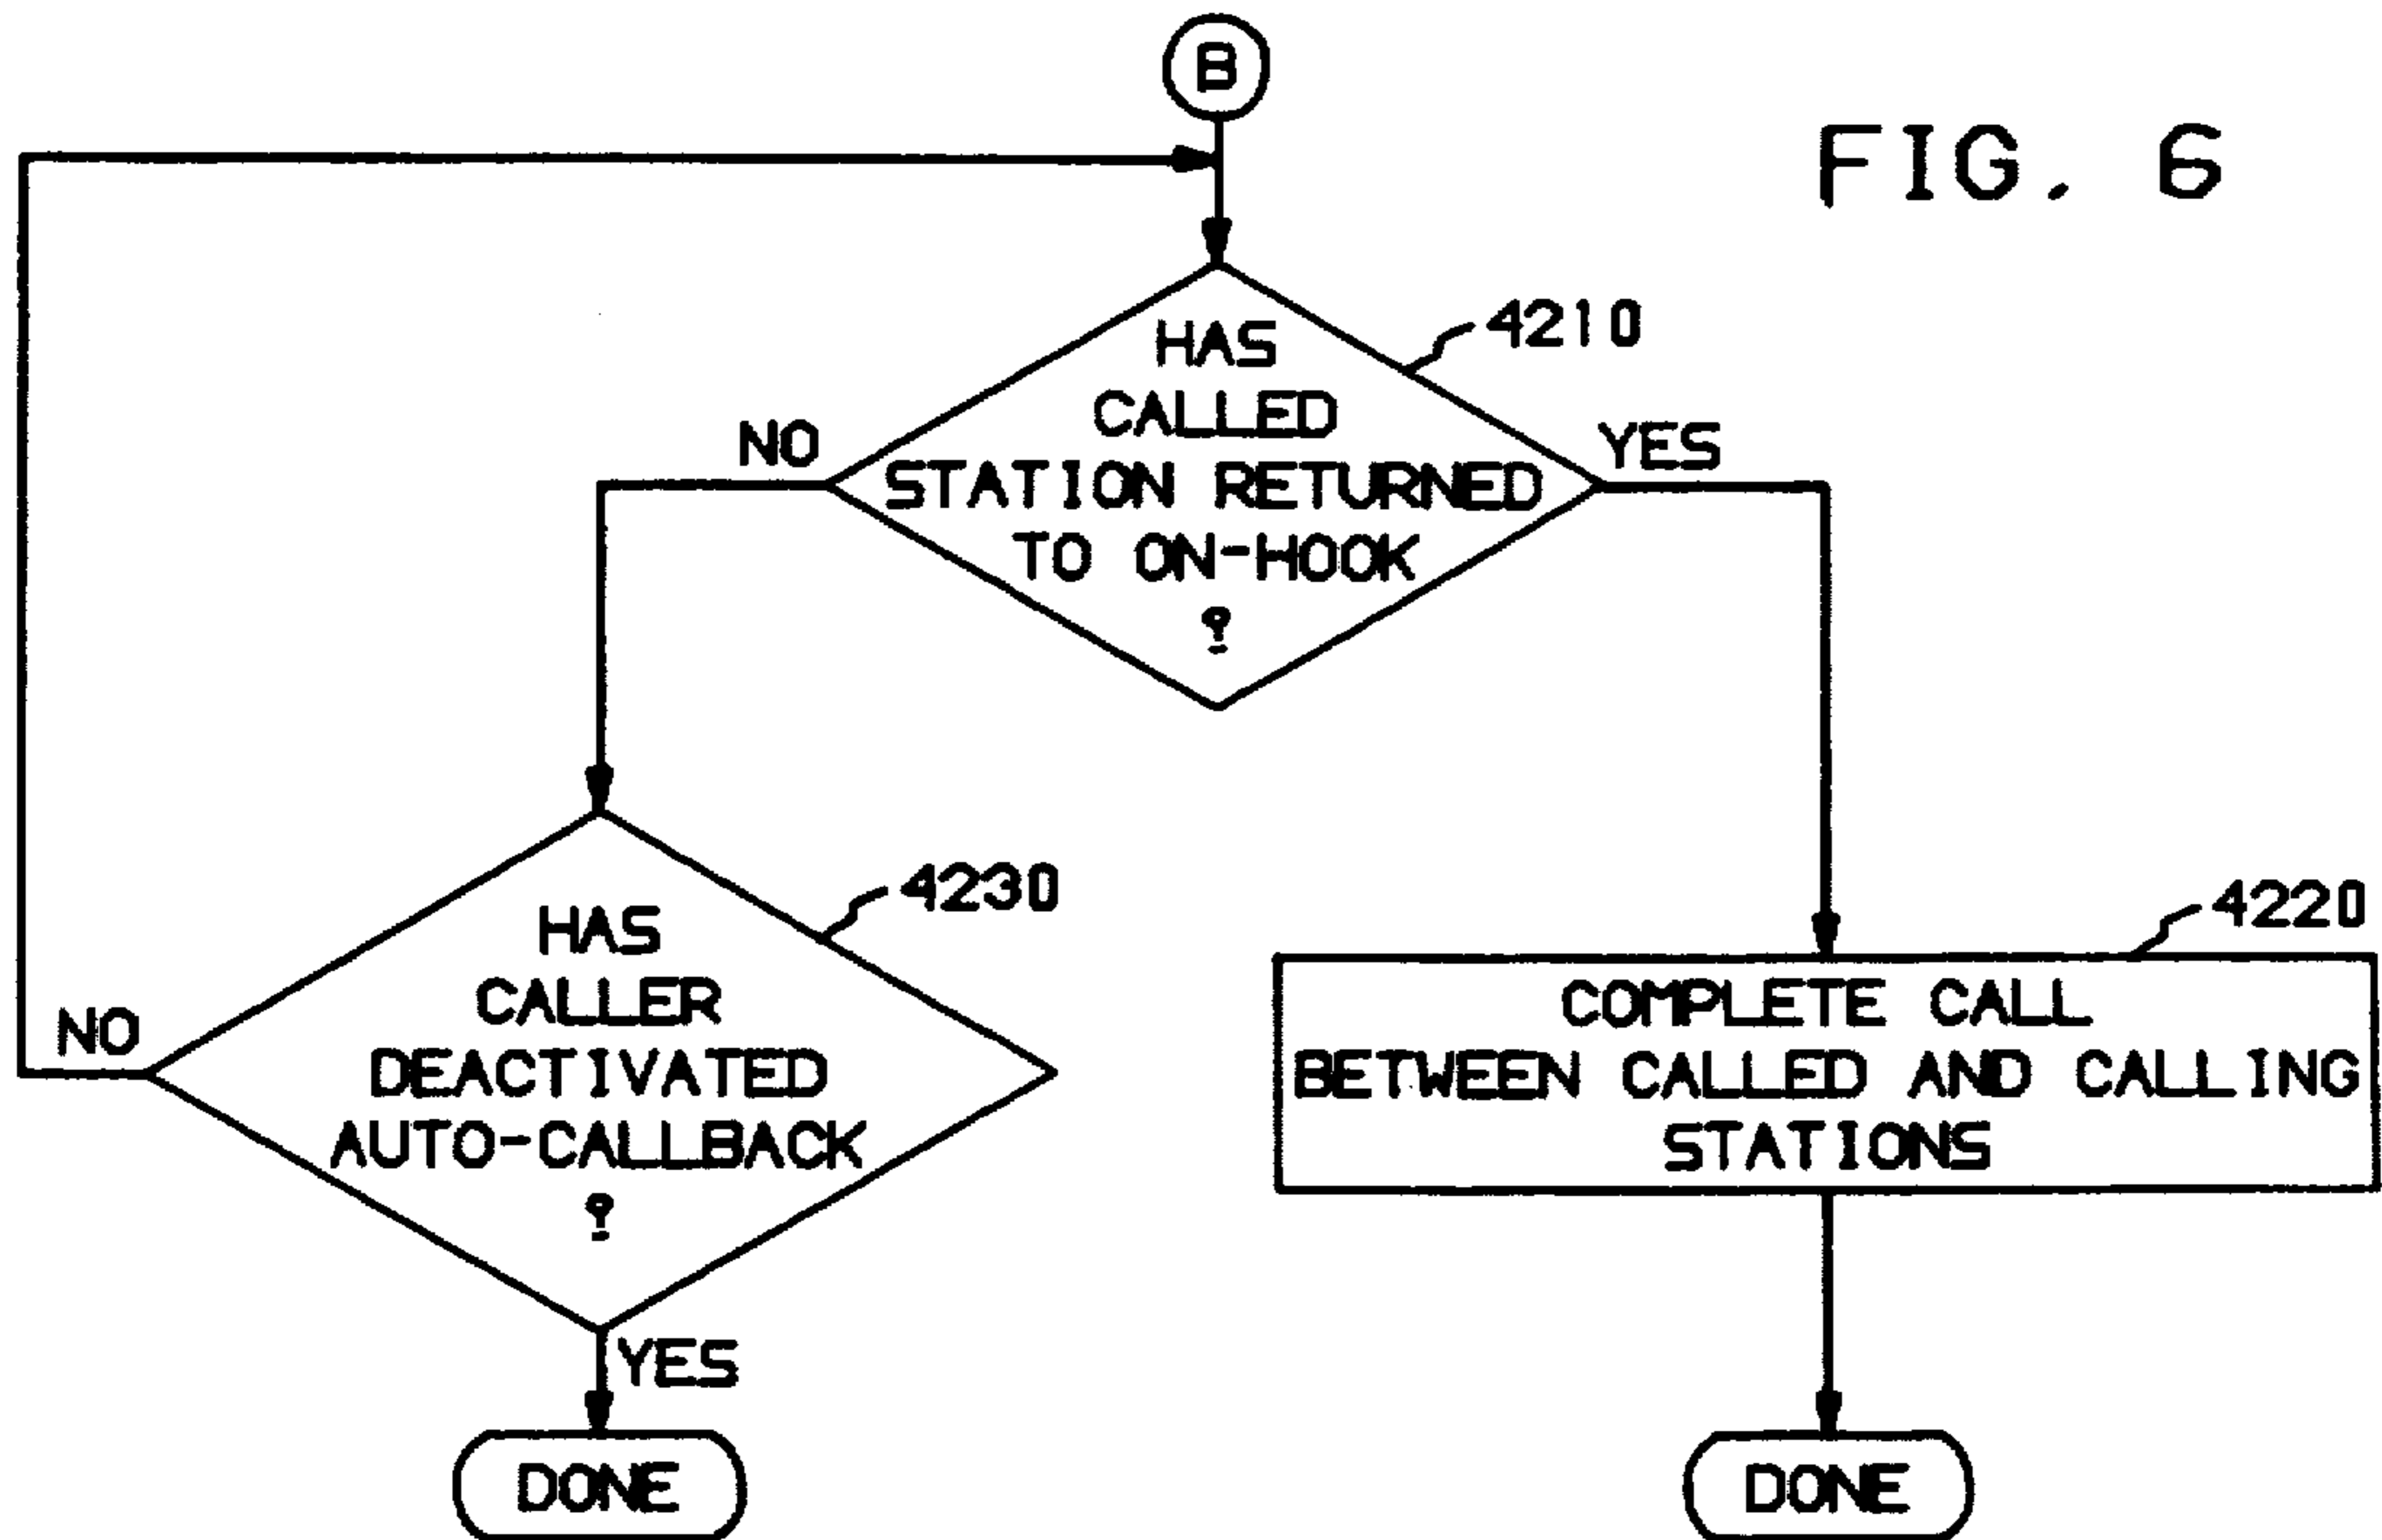 B
FIG. 6
4210
HAS
CALLED
STATION RETURNED
TO ON-HOOK
?
NO
YES
4230
HAS
CALLER
DEACTIVATED
AUTO-CALLBACK
?
NO
YES
DONE
4220
COMPLETE CALL
BETWEEN CALLED AND CALLING
STATIONS
DONE